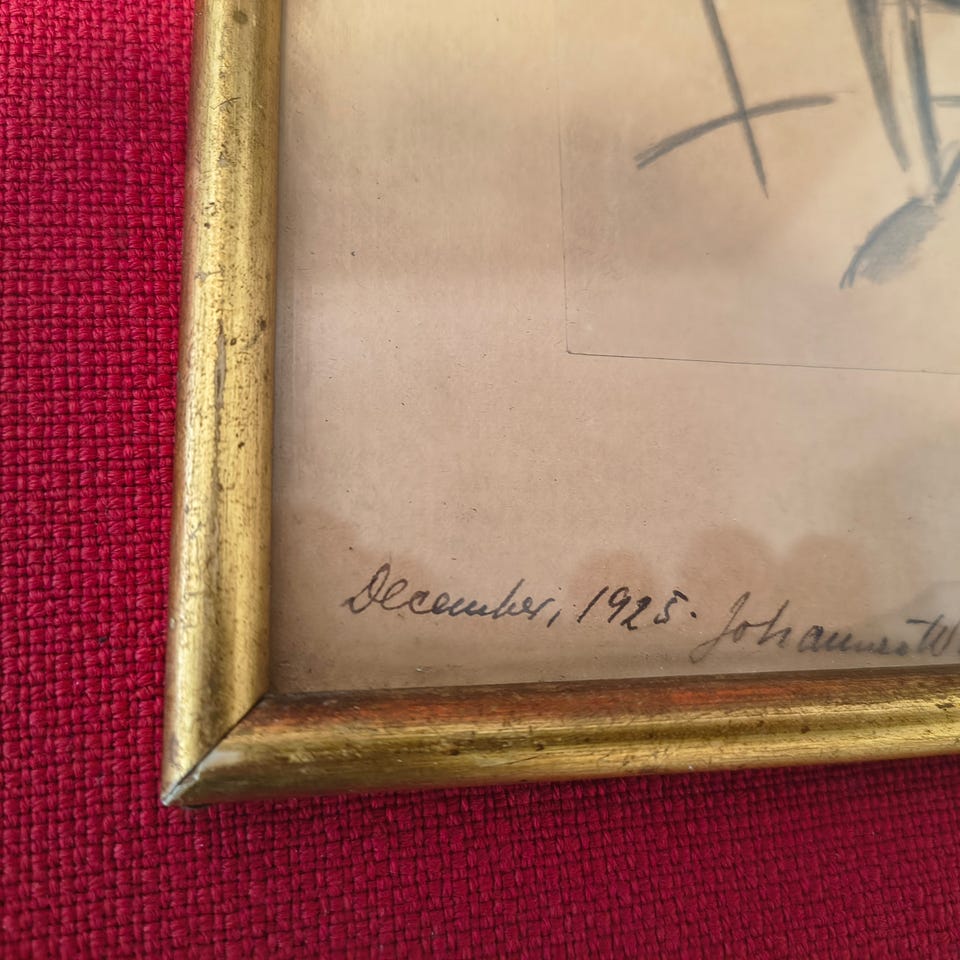 December, 1925. Johannes W